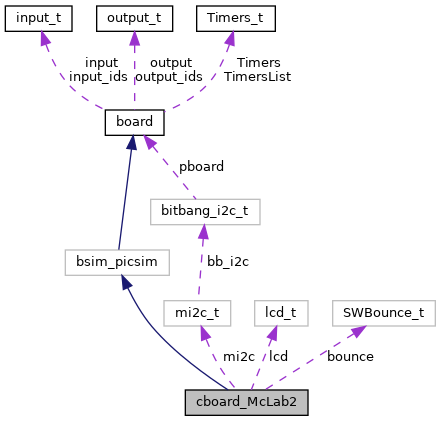 input_t
output_t
Timers_t
input
input_ids
output
output_ids
Timers
TimersList
board
pboard
bitbang_i2c_t
bsim_picsim
bb_i2c
mi2c_t
lcd_t
SWBounce_t
mi2c
lcd
bounce
cboard_McLab2